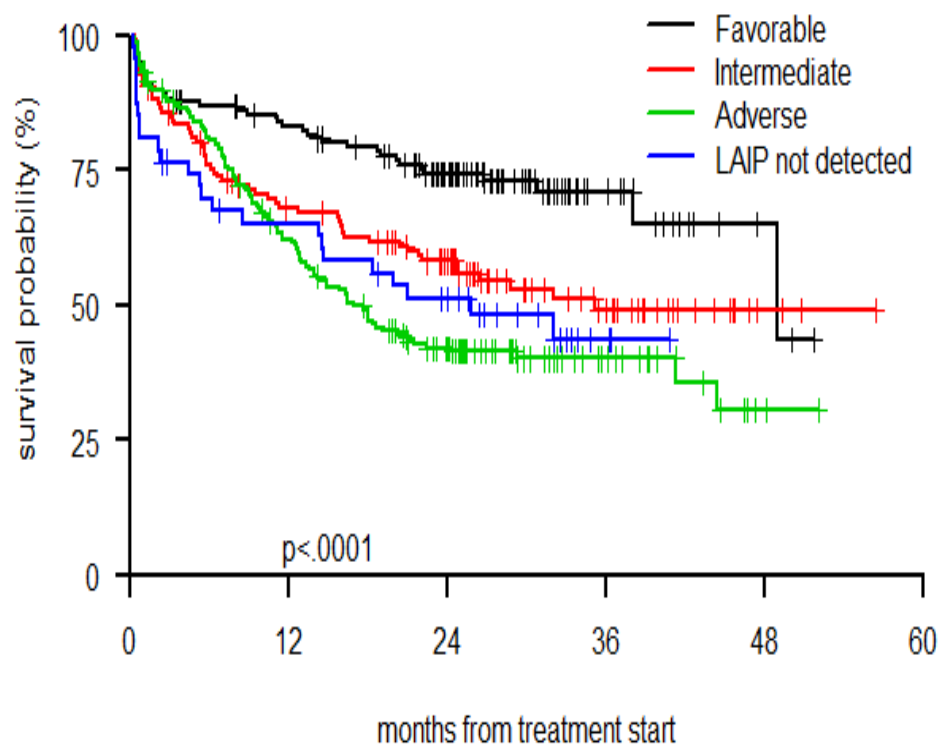 Favorable
Intermediate
Adverse
LAIP not detected
survival probability (%)
100
75
50
25
0
p<.0001
0 12 24 36 48 60
months from treatment start